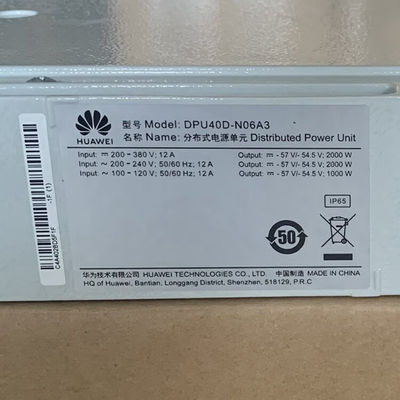 HUAWEI
型号 Model: DPU40D-N06A3
名称 Name: 分布式电源单元 Distributed Power Unit
Input: ⎓ 200 - 380 V; 12 A Output: ⎓ - 57 V/- 54.5 V; 2000 W
Input: ~ 200 - 240 V; 50/60 Hz; 12 A Output: ⎓ - 57 V/- 54.5 V; 2000 W
Input: ~ 100 - 120 V; 50/60 Hz; 12 A Output: ⎓ - 57 V/- 54.5 V; 1000 W
IP65
50
华为技术有限公司 HUAWEI TECHNOLOGIES CO., LTD. 中国制造 MADE IN CHINA
HQ of Huawei, Bantian, Longgang District, Shenzhen, 518129, P.R.C
-1F (1)